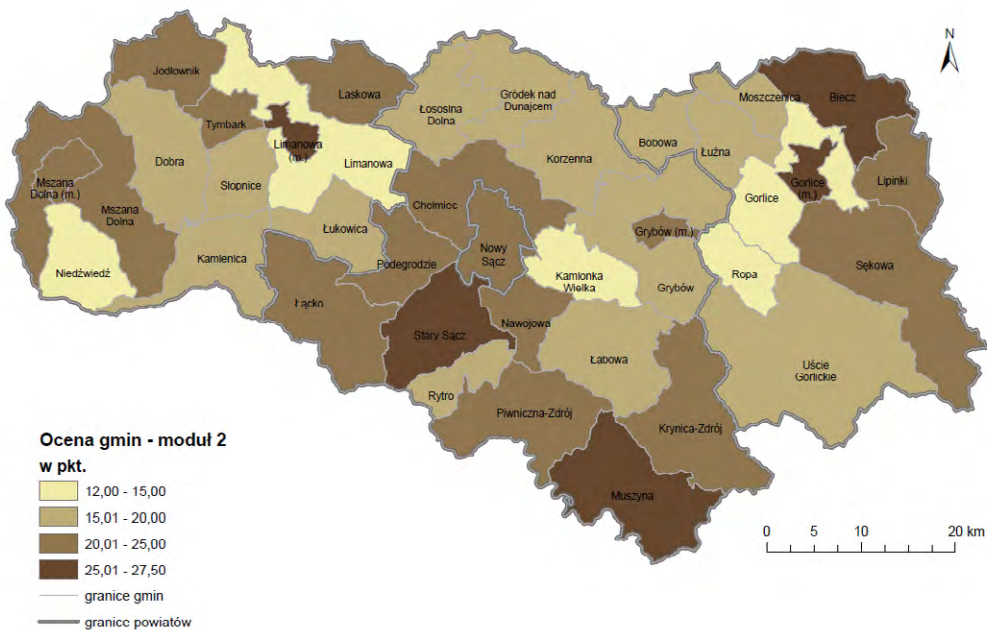 N
Jodłownik
Laskowa
Tymbark
Limanowa (m.)
Limanowa
Dobra
Słopnice
Mszana Dolna (m.)
Mszana Dolna
Niedźwiedź
Kamienica
Łukowica
Łososina Dolna
Gródek nad Dunajcem
Korzenna
Chełmiec
Podegrodzie
Nowy Sącz
Łącko
Stary Sącz
Nawojowa
Kamionka Wielka
Grybów (m.)
Grybów
Łabowa
Rytro
Piwniczna-Zdrój
Krynica-Zdrój
Muszyna
Bobowa
Łużna
Moszczenica
Biecz
Gorlice (m.)
Gorlice
Lipinki
Ropa
Sękowa
Uście Gorlickie
Ocena gmin - moduł 2
w pkt.
12,00 - 15,00
15,01 - 20,00
20,01 - 25,00
25,01 - 27,50
granice gmin
granice powiatów
0 5 10 20 km